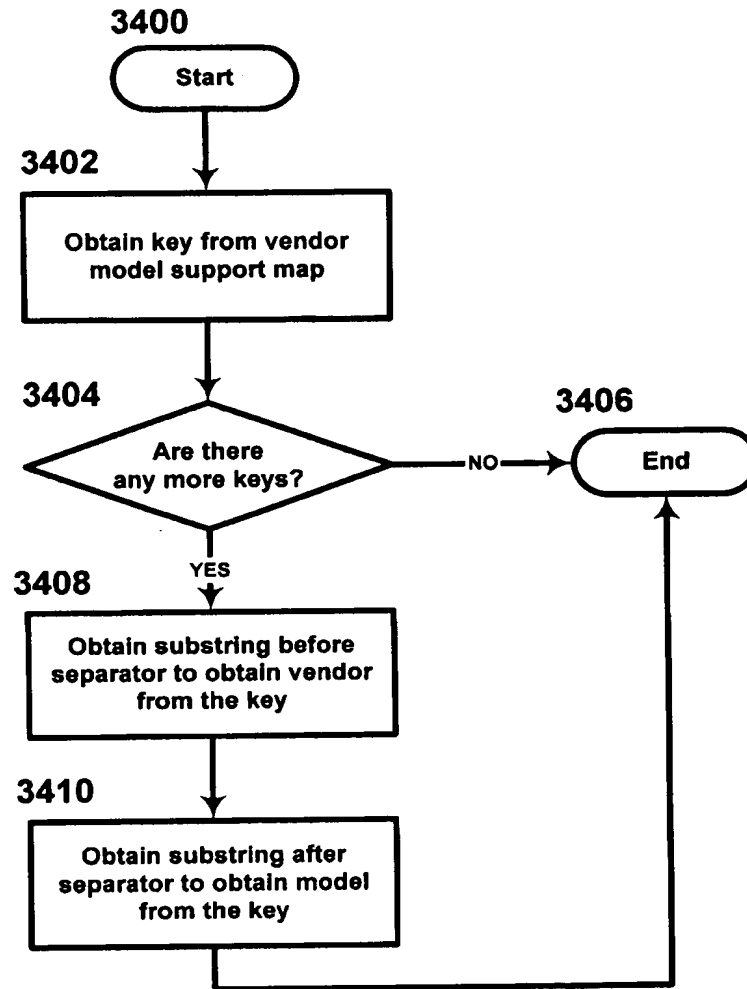 3400
Start
3402
Obtain key from vendor
model support map
3404
Are there
any more keys?
NO
3406
End
YES
3408
Obtain substring before
separator to obtain vendor
from the key
3410
Obtain substring after
separator to obtain model
from the key